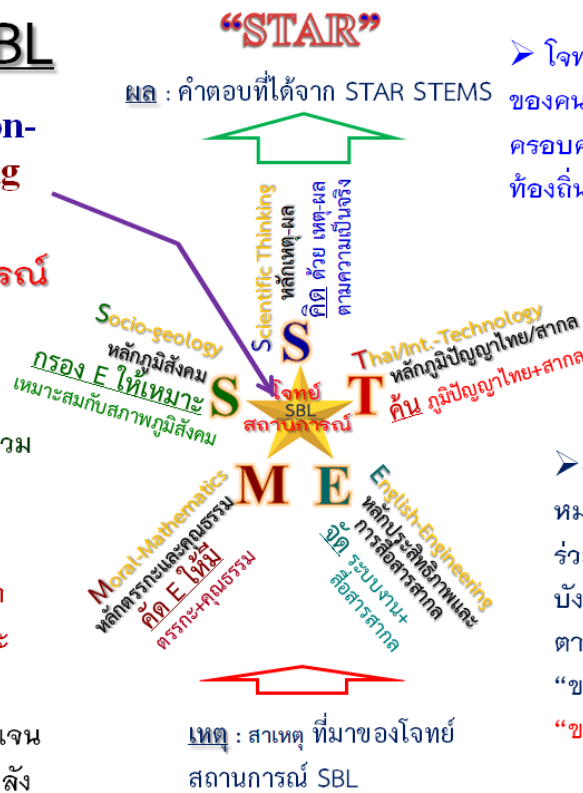 SBL
“STAR”
ผล : คำตอบที่ได้จาก STAR STEMS
on-
ng
รณ์
➤ โจท
ของคน
ครอบค
ท้องถิ่น
Scientific Thinking
หลักเหตุ-ผล
คิด ด้วย เหตุ-ผล
ตามความเป็นจริง
S
Socio-geology
หลักภูมิสังคม
กรอง E ให้เหมาะ
เหมาะสมกับสภาพภูมิสังคม
S
Thai/Int.-Technology
หลักภูมิปัญญาไทย/สากล
ค้น ภูมิปัญญาไทย+สากล
T
โจทย์
SBL
สถานการณ์
M
E
Moral-Mathematics
หลักตรรกะและคุณธรรม
คัด E ให้มี
ตรรกะ+คุณธรรม
English-Engineering
หลักประสิทธิภาพและ
การสื่อสารสากล
จัด ระบบงาน+
สื่อสารสากล
วม
า
ะ
เจน
ลัง
➤
หม
ร่ว
บัง
ตา
“ข
“ข
เหตุ : สาเหตุ ที่มาของโจทย์
สถานการณ์ SBL